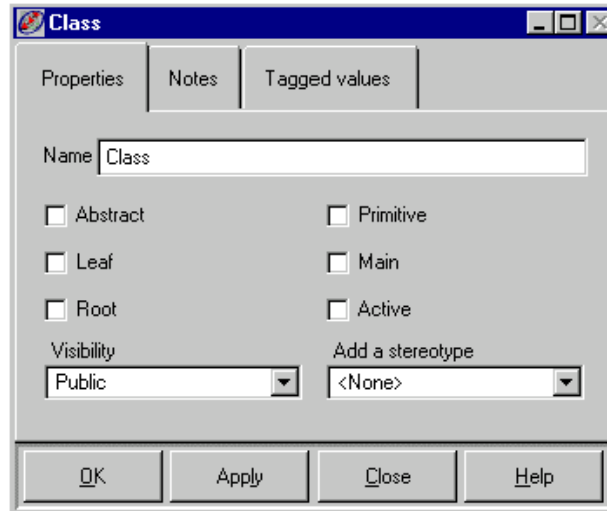 Class
Properties Notes Tagged values
Name Class
Abstract Primitive
Leaf Main
Root Active
Visibility Add a stereotype
Public <None>
OK Apply Close Help